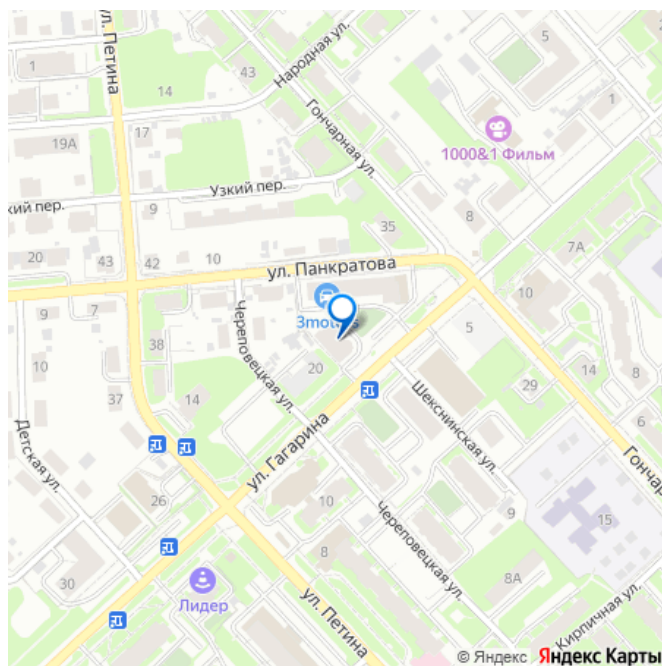 ул. Петина
1
14
43
Народная ул.
5
1
19А
17
Гончарная ул.
1000&1 Фильм
Узкий пер.
кий пер.
9
35
8
7А
20
43
42
10
ул. Панкратова
10
9
7
3mot
s
5
38
Череповецкая ул.
20
14
8
10
37
14
Шекснинская ул.
29
Детская ул.
ул. Гагарина
Гончар
26
10
9
15
8
Череповецкая ул.
30
Лидер
8А
ул. Петина
Кирпичная ул.
© Яндекс Яндекс Карты